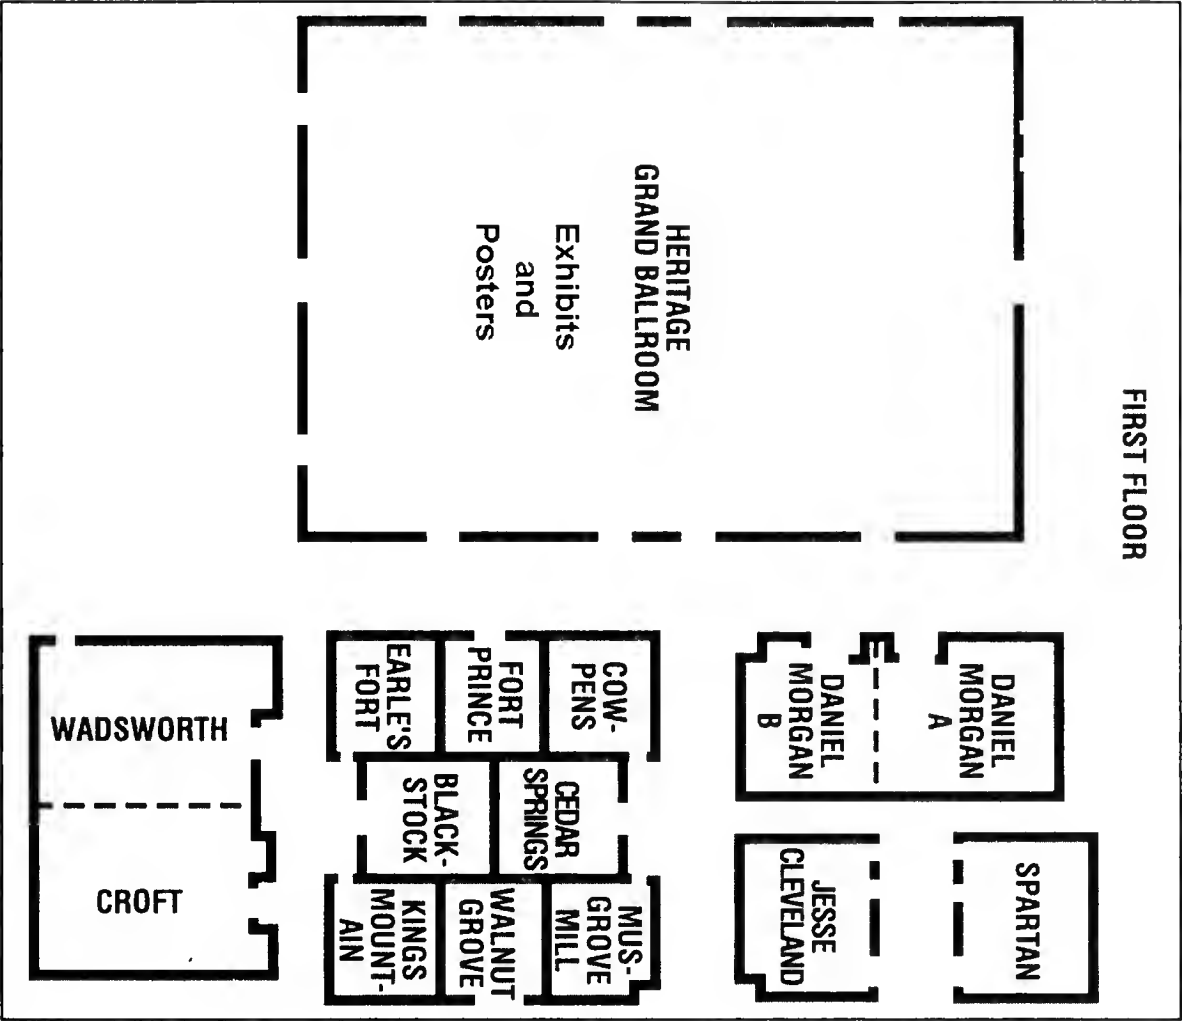 FIRST FLOOR
HERITAGE
GRAND BALLROOM
Exhibits
and
Posters
DANIEL
MORGAN
A
DANIEL
MORGAN
B
SPARTAN
JESSE
CLEVELAND
COW-
PENS
FORT
PRINCE
EARLE'S
FORT
CEDAR
SPRINGS
BLACK-
STOCK
MUS-
GROVE
MILL
WALNUT
GROVE
KINGS
MOUNT-
AIN
WADSWORTH
CROFT